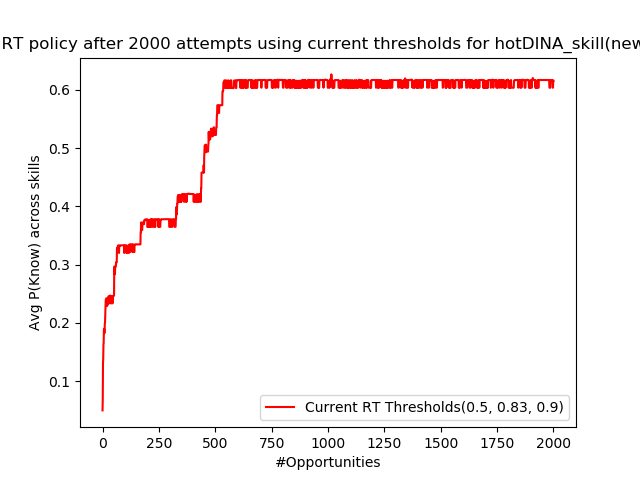 RT policy after 2000 attempts using current thresholds for hotDINA_skill(new
Avg P(Know) across skills
0.6
0.5
0.4
0.3
0.2
0.1
Current RT Thresholds(0.5, 0.83, 0.9)
0 250 500 750 1000 1250 1500 1750 2000
#Opportunities